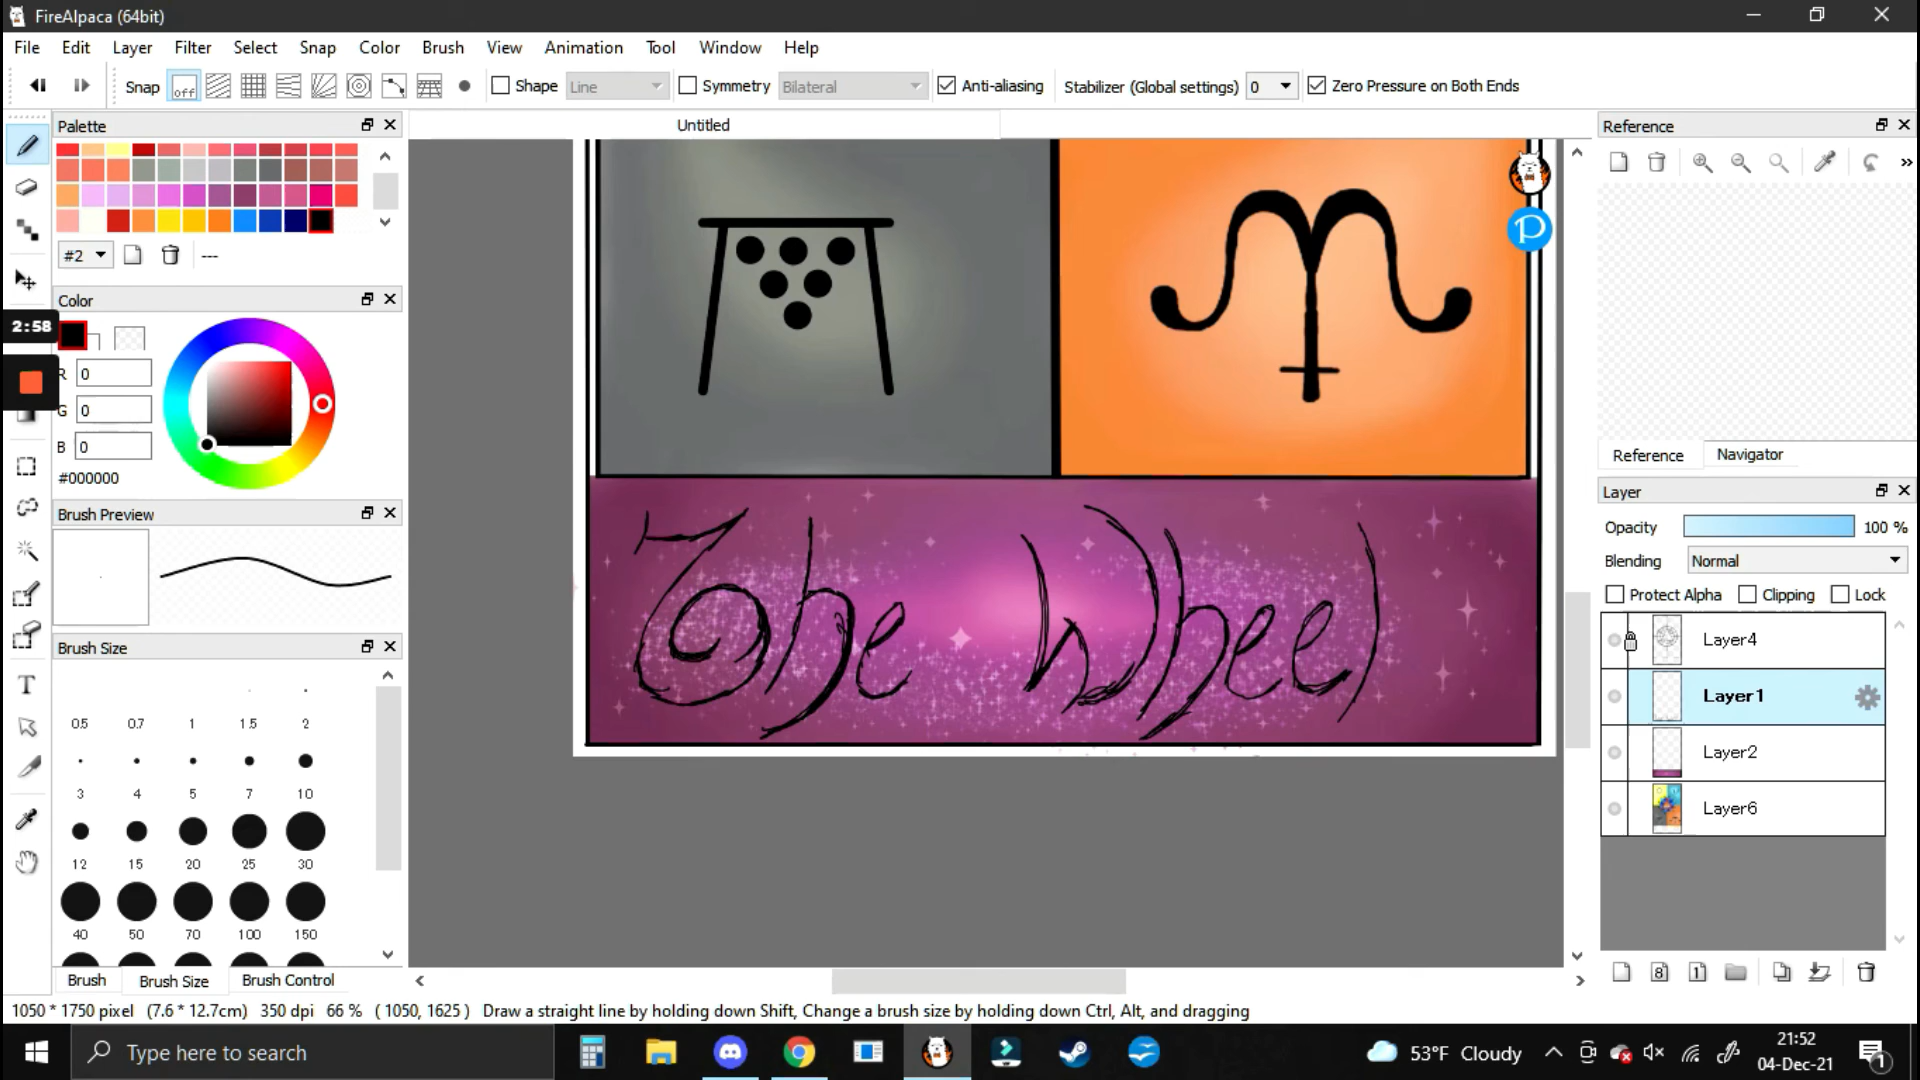 FireAlpaca (64bit)
File Edit Layer Filter Select Snap Color Brush View Animation Tool Window Help
Snap off Shape Line Symmetry Bilateral Anti-aliasing Stabilizer (Global settings) 0 Zero Pressure on Both Ends
Palette
Untitled
Reference
#2 ---
Color
2:58
R 0
G 0
B 0
#000000
Reference Navigator
Layer
Brush Preview
Opacity 100 %
Blending Normal
Protect Alpha Clipping Lock
The Wheel
Layer4
Layer1
Layer2
Layer6
Brush Size
0.5 0.7 1 1.5 2
3 4 5 7 10
12 15 20 25 30
40 50 70 100 150
8 1
T
P
Brush Brush Size Brush Control
1050 * 1750 pixel (7.6 * 12.7cm) 350 dpi 66 % ( 1050, 1625 ) Draw a straight line by holding down Shift, Change a brush size by holding down Ctrl, Alt, and dragging
Type here to search
53°F Cloudy
21:52
04-Dec-21
1